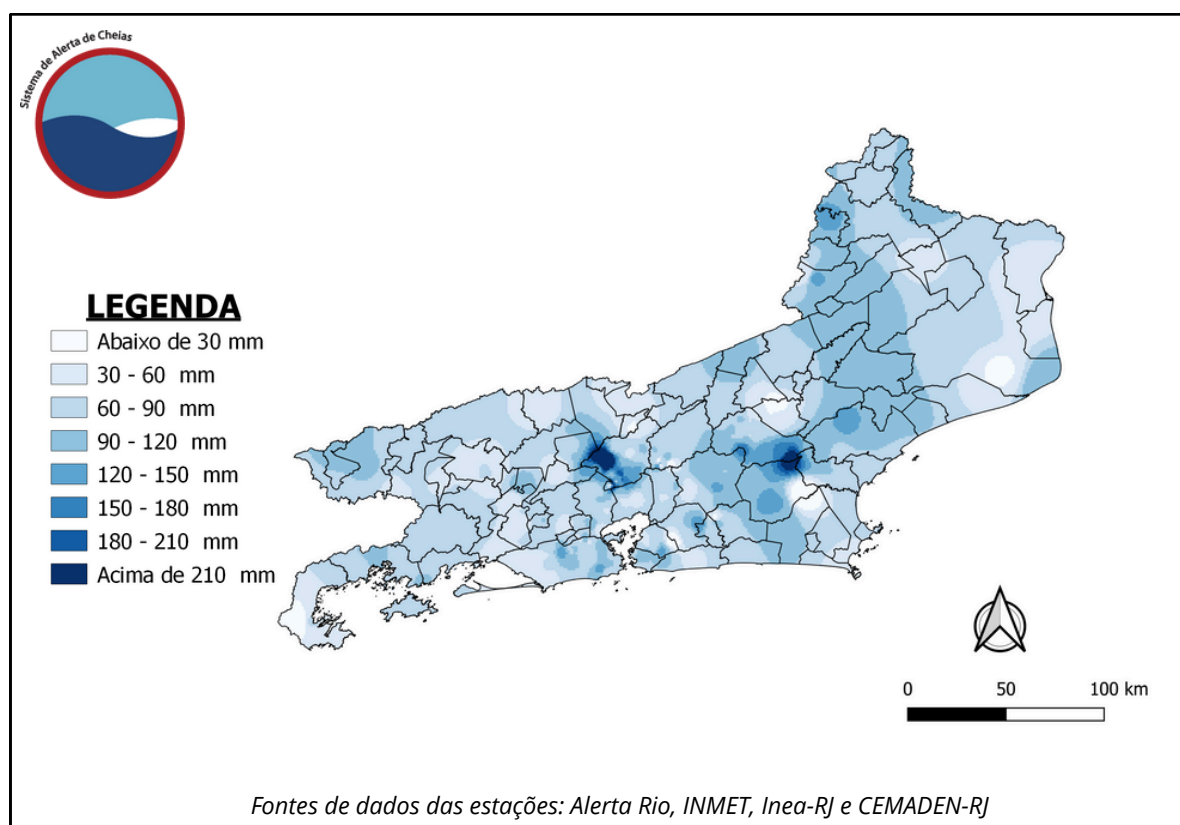 Sistema de Alerta de Cheias
LEGENDA
Abaixo de 30 mm
30 - 60 mm
60 - 90 mm
90 - 120 mm
120 - 150 mm
150 - 180 mm
180 - 210 mm
Acima de 210 mm
0 50 100 km
Fontes de dados das estações: Alerta Rio, INMET, Inea-RJ e CEMADEN-RJ